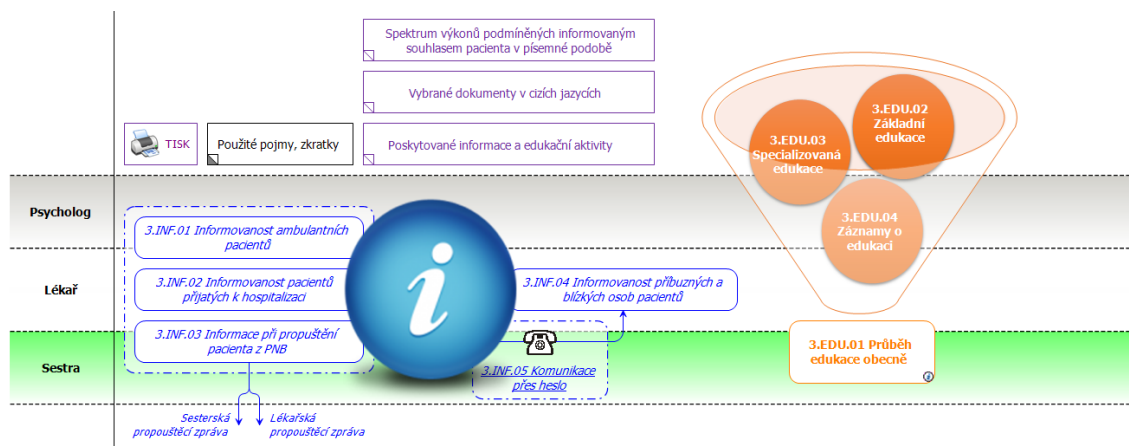 Spektrum výkonů podmíněných informovaným
souhlasem pacienta v písemné podobě
Vybrané dokumenty v cizích jazycích
TISK
Použité pojmy, zkratky
Poskytované informace a edukační aktivity
3.EDU.02
Základní
edukace
3.EDU.03
Specializovaná
edukace
3.EDU.04
Záznamy o
edukaci
Psycholog
3.INF.01 Informovanost ambulantních
pacientů
Lékař
3.INF.02 Informovanost pacientů
přijatých k hospitalizaci
i
3.INF.04 Informovanost příbuzných a
blízkých osob pacientů
Sestra
3.INF.03 Informace při propuštění
pacienta z PNB
3.INF.05 Komunikace
přes heslo
3.EDU.01 Průběh
edukace obecně
Sesterská
propouštěcí zpráva
Lékařská
propouštěcí zpráva